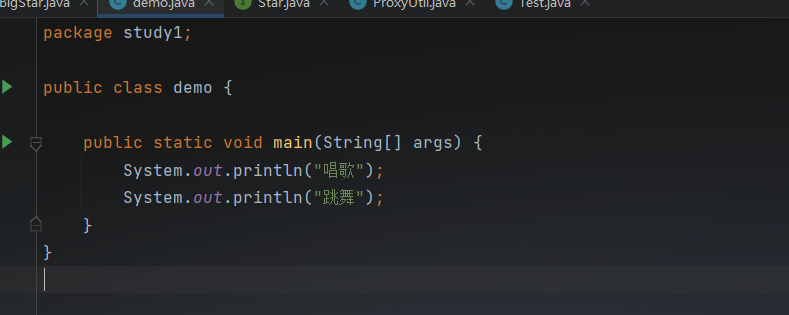 BigStar.java demo.java Star.java ProxyUtil.java Test.java
package study1;
public class demo {
public static void main(String[] args) {
System.out.println("唱歌");
System.out.println("跳舞");
}
}